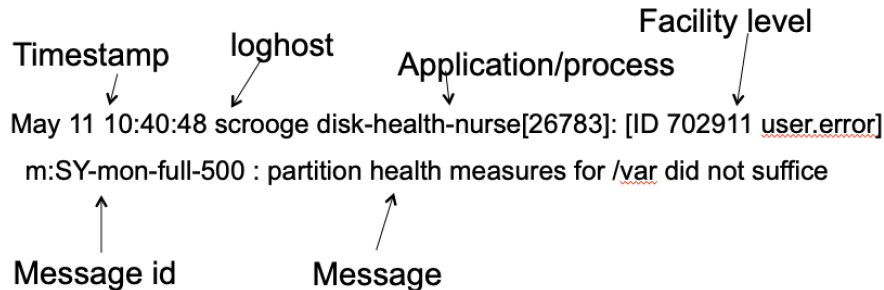 Facility level
Timestamp
loghost
Application/process
May 11 10:40:48 scrooge disk-health-nurse[26783]: [ID 702911 user.error]
m:SY-mon-full-500 : partition health measures for /var did not suffice
Message id
Message